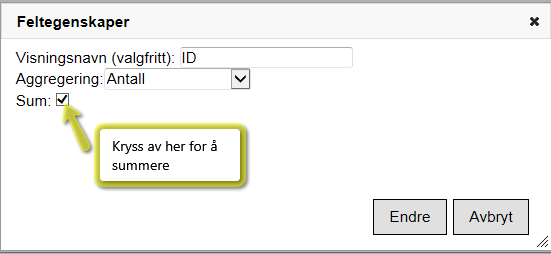 Feltegenskaper
Visningsnavn (valgfritt): ID
Aggregering: Antall
Sum:
Kryss av her for å
summere
Endre Avbryt